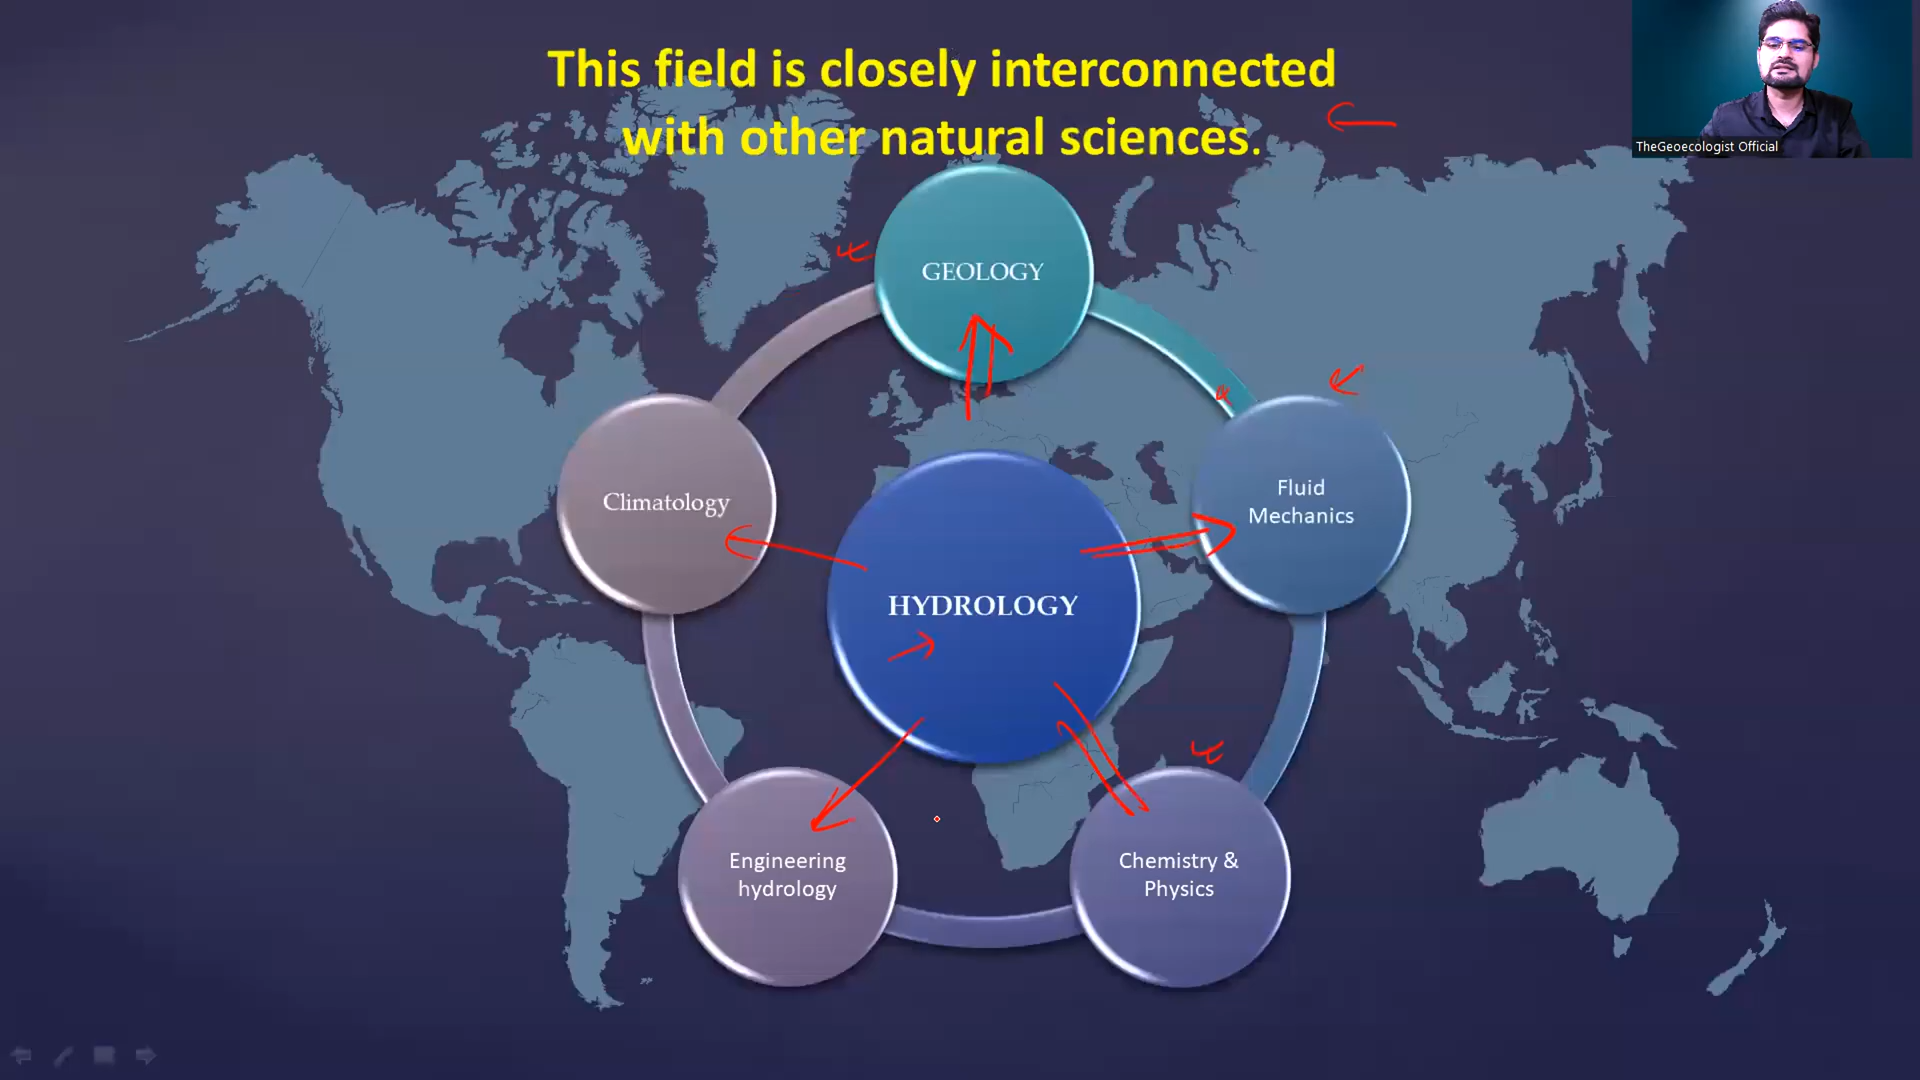 This field is closely interconnected
with other natural sciences.
TheGeoecologist Official
GEOLOGY
Climatology
Fluid
Mechanics
HYDROLOGY
Engineering
hydrology
Chemistry &
Physics